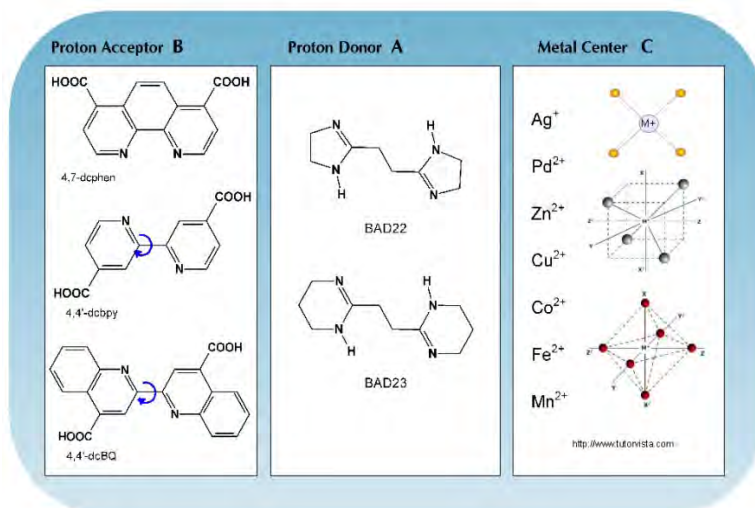 Proton Acceptor B
HOOC
COOH
N
N
4,7-dcphen
COOH
N
N
HOOC
4,4'-dcbpy
COOH
N
N
HOOC
4,4'-dcBQ
Proton Donor A
N
H
N
N
H
N
BAD22
N
H
N
N
H
N
BAD23
Metal Center C
Ag+
Pd2+
Zn2+
Cu2+
Co2+
Fe2+
Mn2+
M+
http://www.tutorvista.com